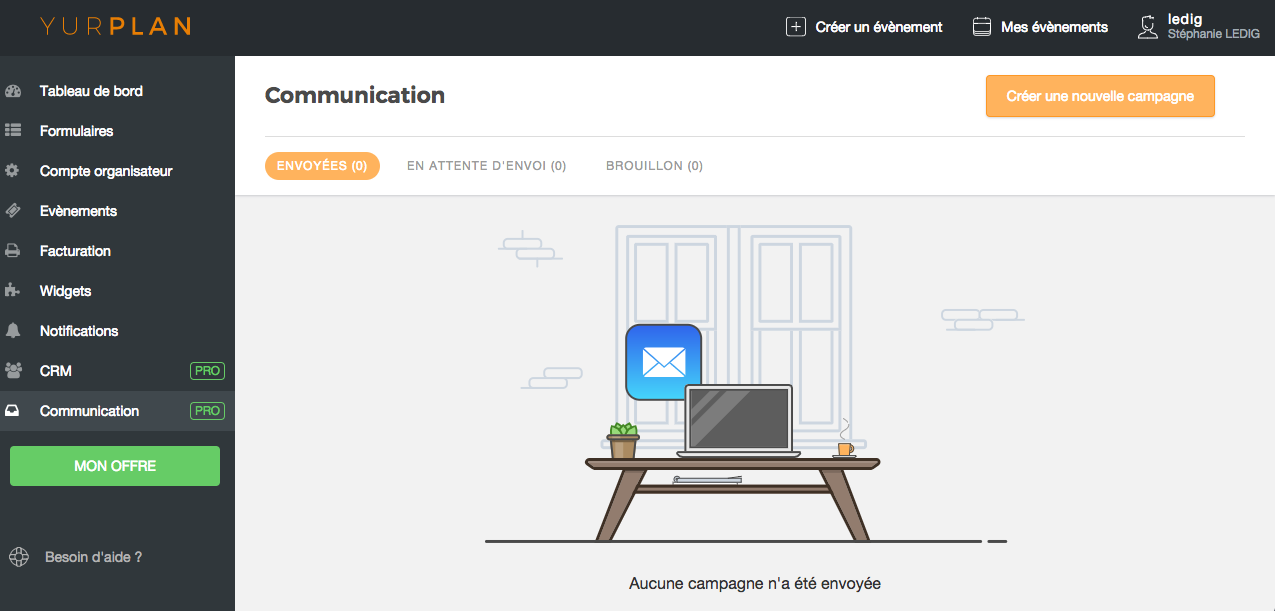 YURPLAN
Créer un évènement
Mes évènements
ledig
Stéphanie LEDIG
Tableau de bord
Formulaires
Compte organisateur
Evènements
Facturation
Widgets
Notifications
CRM PRO
Communication PRO
MON OFFRE
Besoin d'aide ?
Communication
Créer une nouvelle campagne
ENVOYÉES (0) EN ATTENTE D'ENVOI (0) BROUILLON (0)
Aucune campagne n'a été envoyée